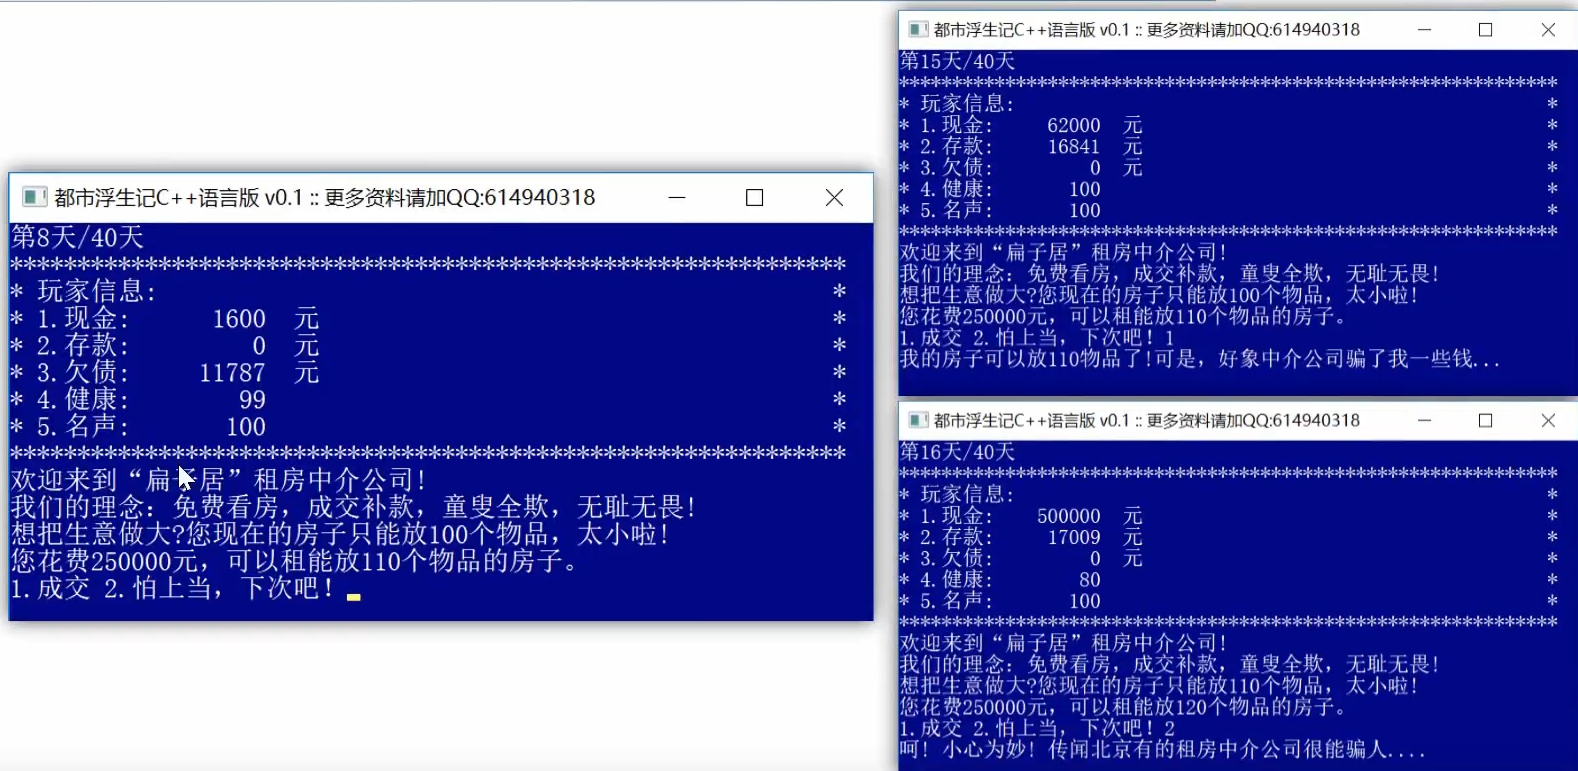 都市浮生记C++语言版 v0.1 :: 更多资料请加QQ:614940318
第8天/40天
***************************************************************
* 玩家信息: *
* 1.现金: 1600 元 *
* 2.存款: 0 元 *
* 3.欠债: 11787 元 *
* 4.健康: 99 *
* 5.名声: 100 *
***************************************************************
欢迎来到“扁子居”租房中介公司!
我们的理念：免费看房，成交补款，童叟全欺，无耻无畏!
想把生意做大?您现在的房子只能放100个物品，太小啦!
您花费250000元，可以租能放110个物品的房子。
1.成交 2.怕上当，下次吧!
都市浮生记C++语言版 v0.1 :: 更多资料请加QQ:614940318
第15天/40天
***************************************************************
* 玩家信息: *
* 1.现金: 62000 元 *
* 2.存款: 16841 元 *
* 3.欠债: 0 元 *
* 4.健康: 100 *
* 5.名声: 100 *
***************************************************************
欢迎来到“扁子居”租房中介公司!
我们的理念：免费看房，成交补款，童叟全欺，无耻无畏!
想把生意做大?您现在的房子只能放100个物品，太小啦!
您花费250000元，可以租能放110个物品的房子。
1.成交 2.怕上当，下次吧! 1
我的房子可以放110物品了!可是，好象中介公司骗了我一些钱...
都市浮生记C++语言版 v0.1 :: 更多资料请加QQ:614940318
第16天/40天
***************************************************************
* 玩家信息: *
* 1.现金: 500000 元 *
* 2.存款: 17009 元 *
* 3.欠债: 0 元 *
* 4.健康: 80 *
* 5.名声: 100 *
***************************************************************
欢迎来到“扁子居”租房中介公司!
我们的理念：免费看房，成交补款，童叟全欺，无耻无畏!
想把生意做大?您现在的房子只能放110个物品，太小啦!
您花费250000元，可以租能放120个物品的房子。
1.成交 2.怕上当，下次吧! 2
呵! 小心为妙! 传闻北京有的租房中介公司很能骗人....